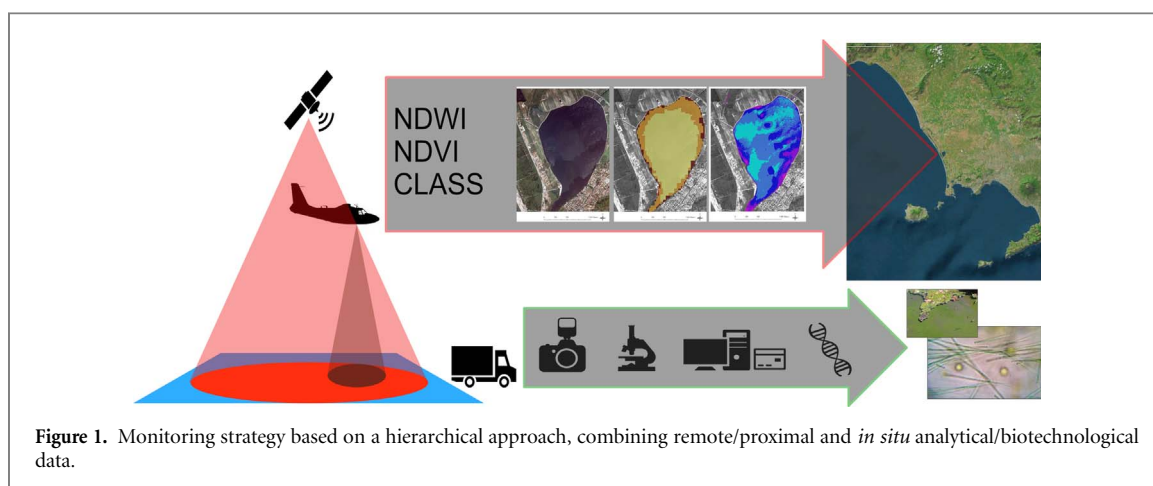 NDWI
NDVI
CLASS
Figure 1. Monitoring strategy based on a hierarchical approach, combining remote/proximal and in situ analytical/biotechnological
data.